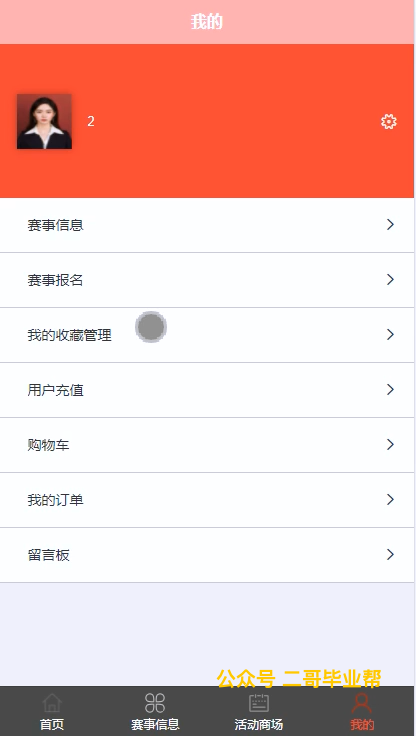 我的
2
赛事信息
赛事报名
我的收藏管理
用户充值
购物车
我的订单
留言板
公众号 二哥毕业帮
首页
赛事信息
活动商场
我的